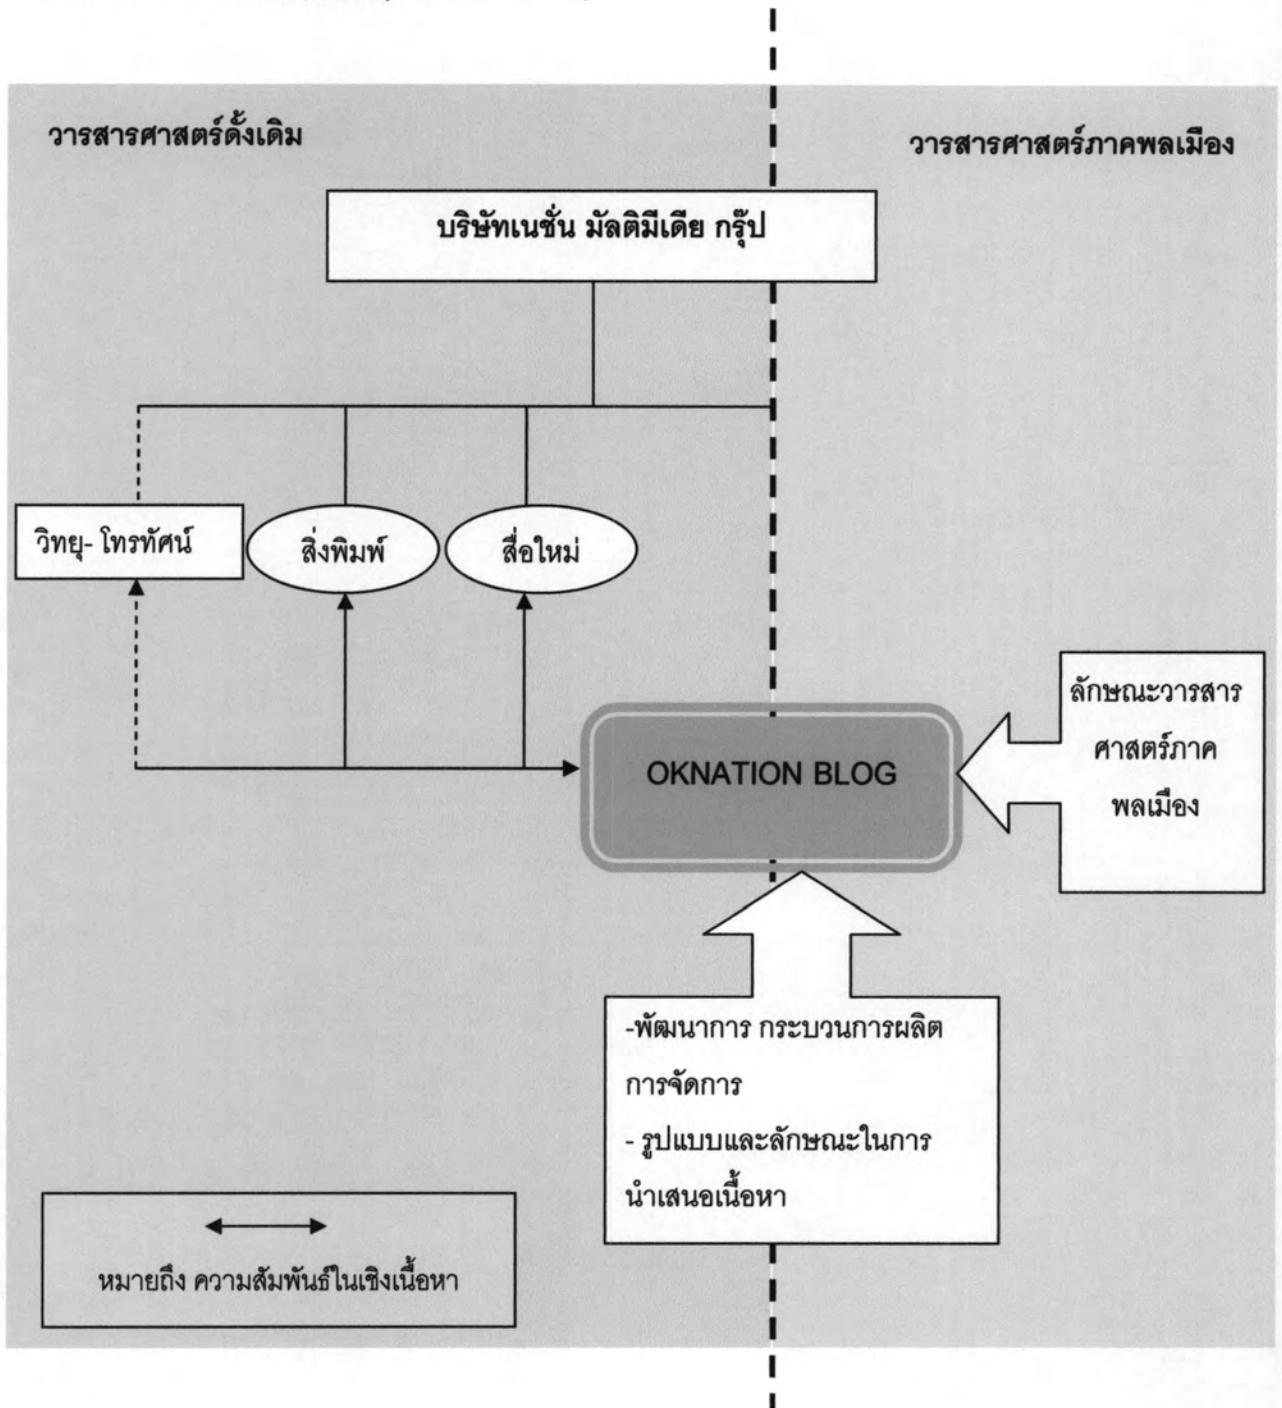 วารสารศาสตร์ดั้งเดิม
วารสารศาสตร์ภาคพลเมือง
บริษัทเนชั่น มัลติมีเดีย กรุ๊ป
วิทยุ- โทรทัศน์
สิ่งพิมพ์
สื่อใหม่
OKNATION BLOG
ลักษณะวารสาร
ศาสตร์ภาค
พลเมือง
-พัฒนาการ กระบวนการผลิต
การจัดการ
- รูปแบบและลักษณะในการ
นำเสนอเนื้อหา
หมายถึง ความสัมพันธ์ในเชิงเนื้อหา